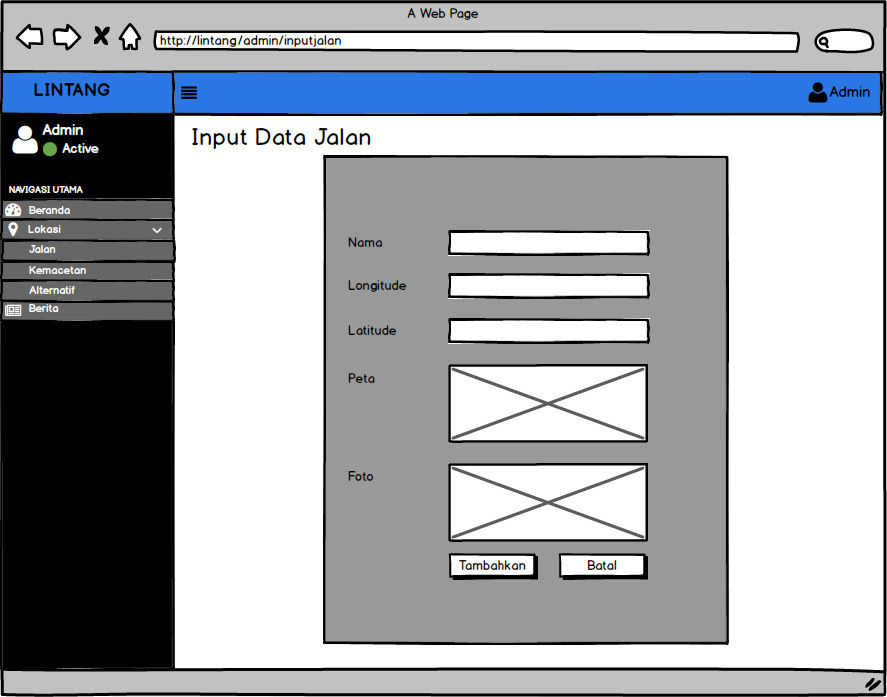 A Web Page
http://lintang/admin/inputjalan
LINTANG
Admin
Admin
Active
NAVIGASI UTAMA
Beranda
Lokasi
Jalan
Kemacetan
Alternatif
Berita
Input Data Jalan
Nama
Longitude
Latitude
Peta
Foto
Tambahkan
Batal